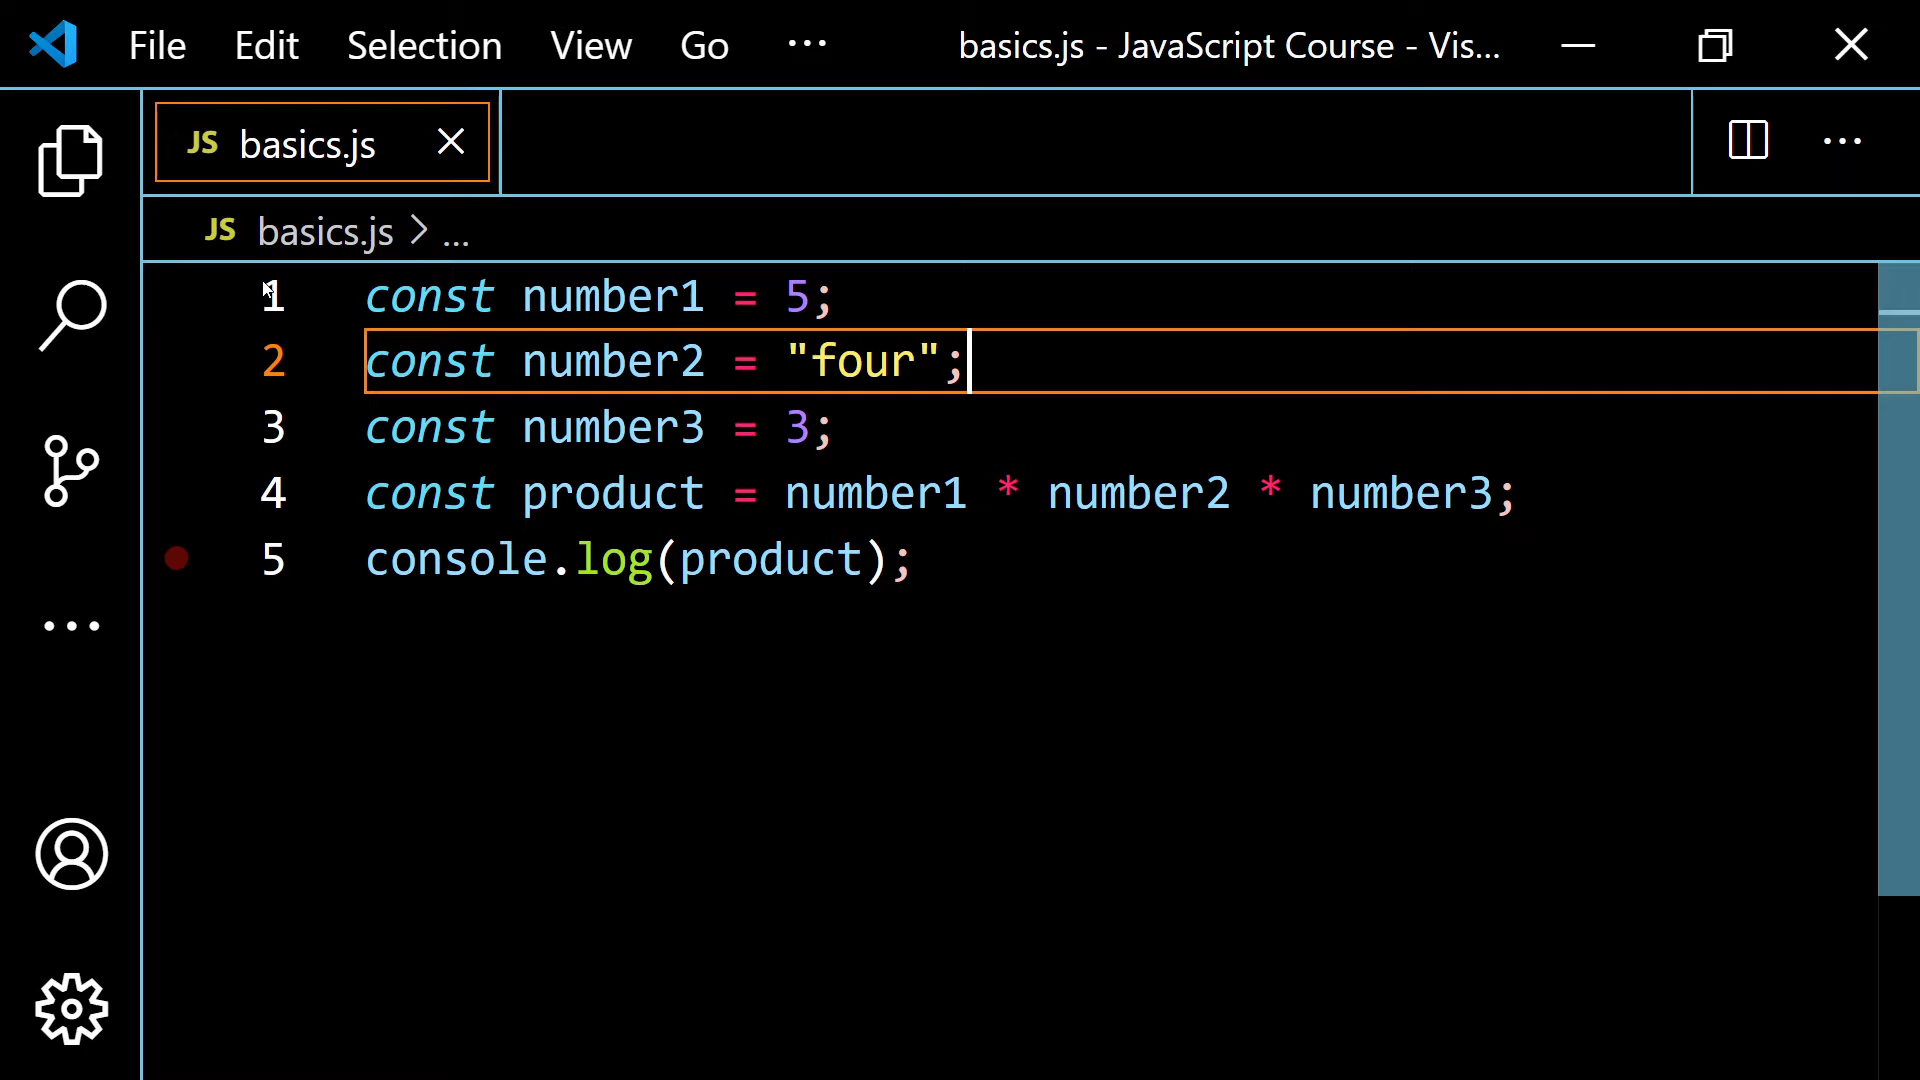 File Edit Selection View Go ··· basics.js - JavaScript Course - Vis...
JS basics.js
JS basics.js > ...
1 const number1 = 5;
2 const number2 = "four";
3 const number3 = 3;
4 const product = number1 * number2 * number3;
5 console.log(product);